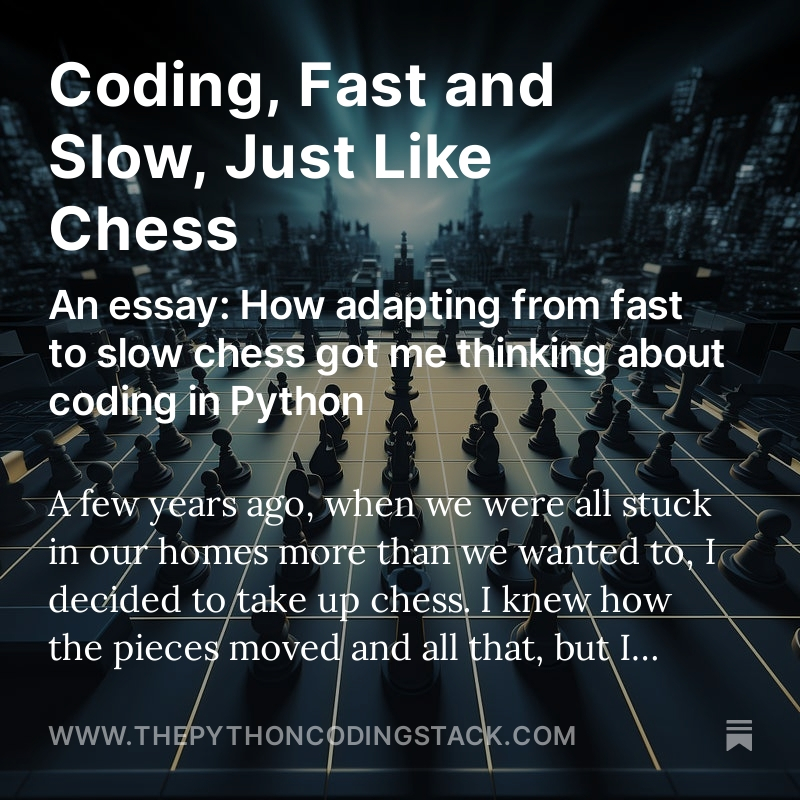 Coding, Fast and
Slow, Just Like
Chess
An essay: How adapting from fast
to slow chess got me thinking about
coding in Python
A few years ago, when we were all stuck
in our homes more than we wanted to, I
decided to take up chess. I knew how
the pieces moved and all that, but I...
WWW.THEPYTHONCODINGSTACK.COM